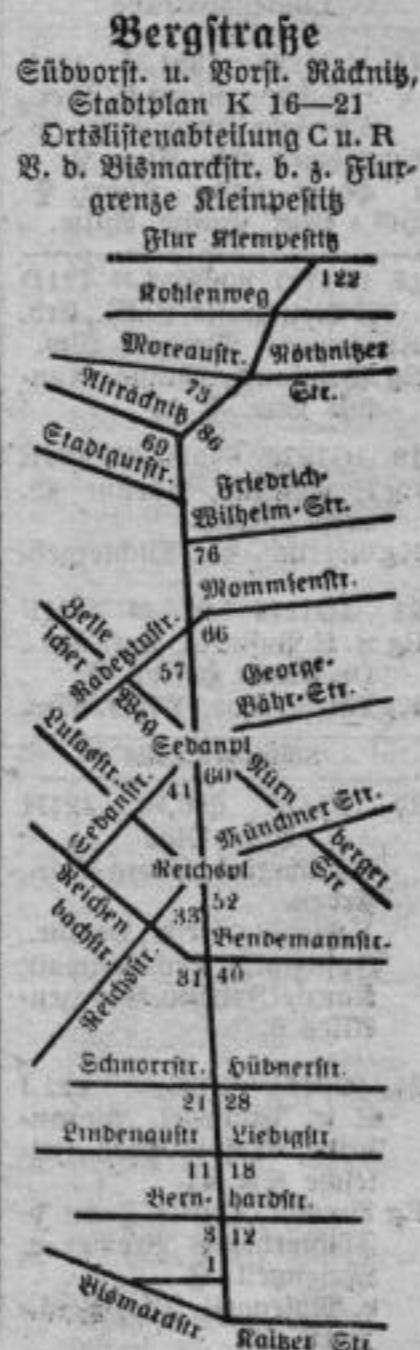 Bergstraße
Südvorst. u. Vorst. Räcknitz,
Stadtplan K 16—21
Ortslistenabteilung C u. R
V. d. Bismarckstr. b. z. Flur-
grenze Kleinpestitz
Flur Kleinpestitz
122
Kohlenweg
Moreaustr. Nöthnitzer
Str.
73
Alträcknitz
69 86
Stadtgutstr.
Friedrich-
Wilhelm-Str.
76
Mommsenstr.
Zelle
scher
Weg
Radetzkystr.
66
57
George-
Bähr-Str.
Lukasstr.
Sedanpl
Sedanstr.
41 60
Nürn
berger
Str
Münchner Str.
Reichspl.
Reichen
bachstr.
Reichsstr.
33 52
Bendemannstr.
31 40
Schnorrstr. Hübnerstr.
21 28
Lindenaustr Liebigstr
11 18
Bern- hardstr.
3 12
1
Bismarckstr.
Kaitzer Str.